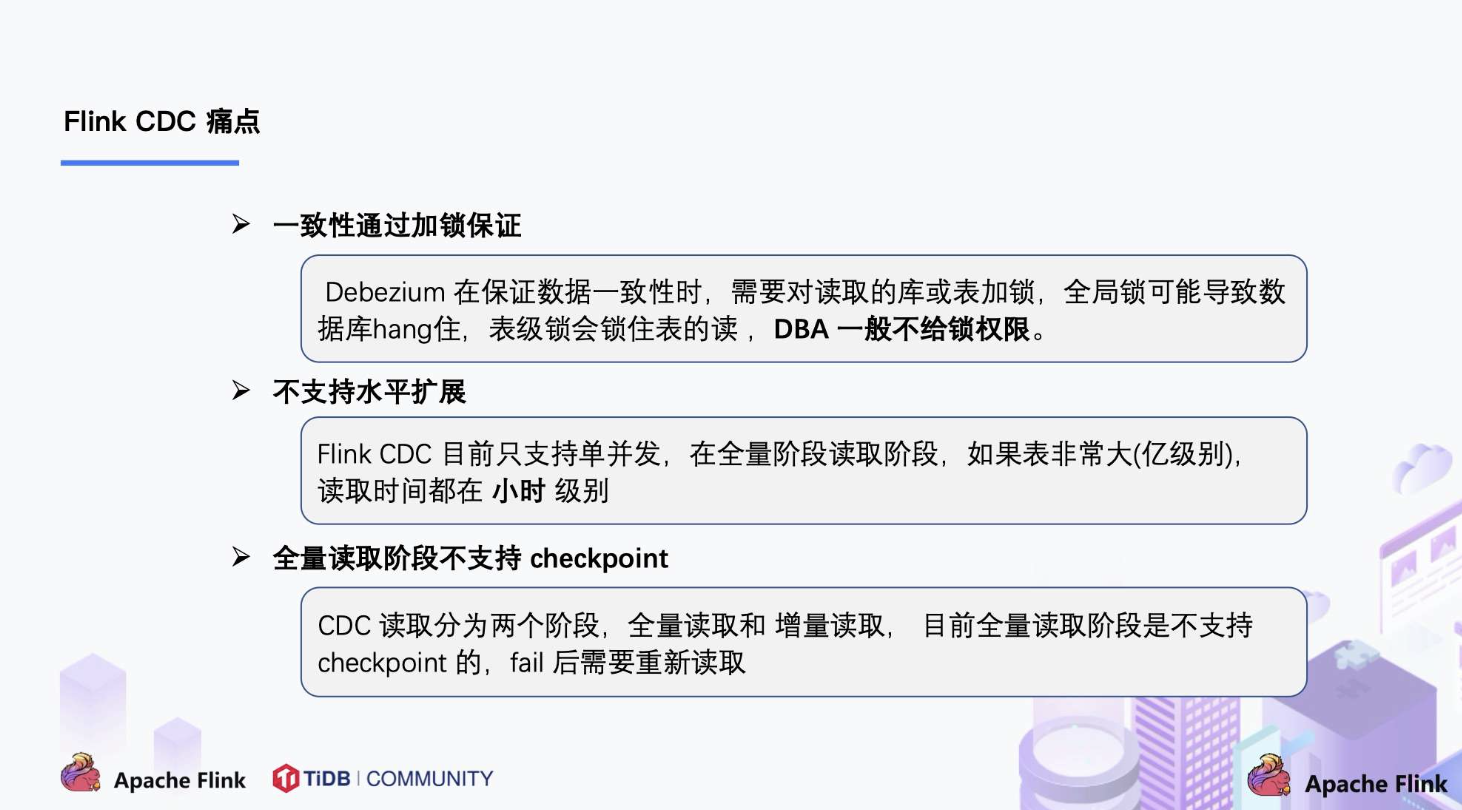 Flink CDC 痛点
一致性通过加锁保证
Debezium 在保证数据一致性时，需要对读取的库或表加锁，全局锁可能导致数
据库hang住，表级锁会锁住表的读 ，DBA 一般不给锁权限。
不支持水平扩展
Flink CDC 目前只支持单并发，在全量阶段读取阶段，如果表非常大(亿级别)，
读取时间都在 小时 级别
全量读取阶段不支持 checkpoint
CDC 读取分为两个阶段，全量读取和 增量读取， 目前全量读取阶段是不支持
checkpoint 的，fail 后需要重新读取
Apache Flink
TiDB | COMMUNITY
Apache Flink